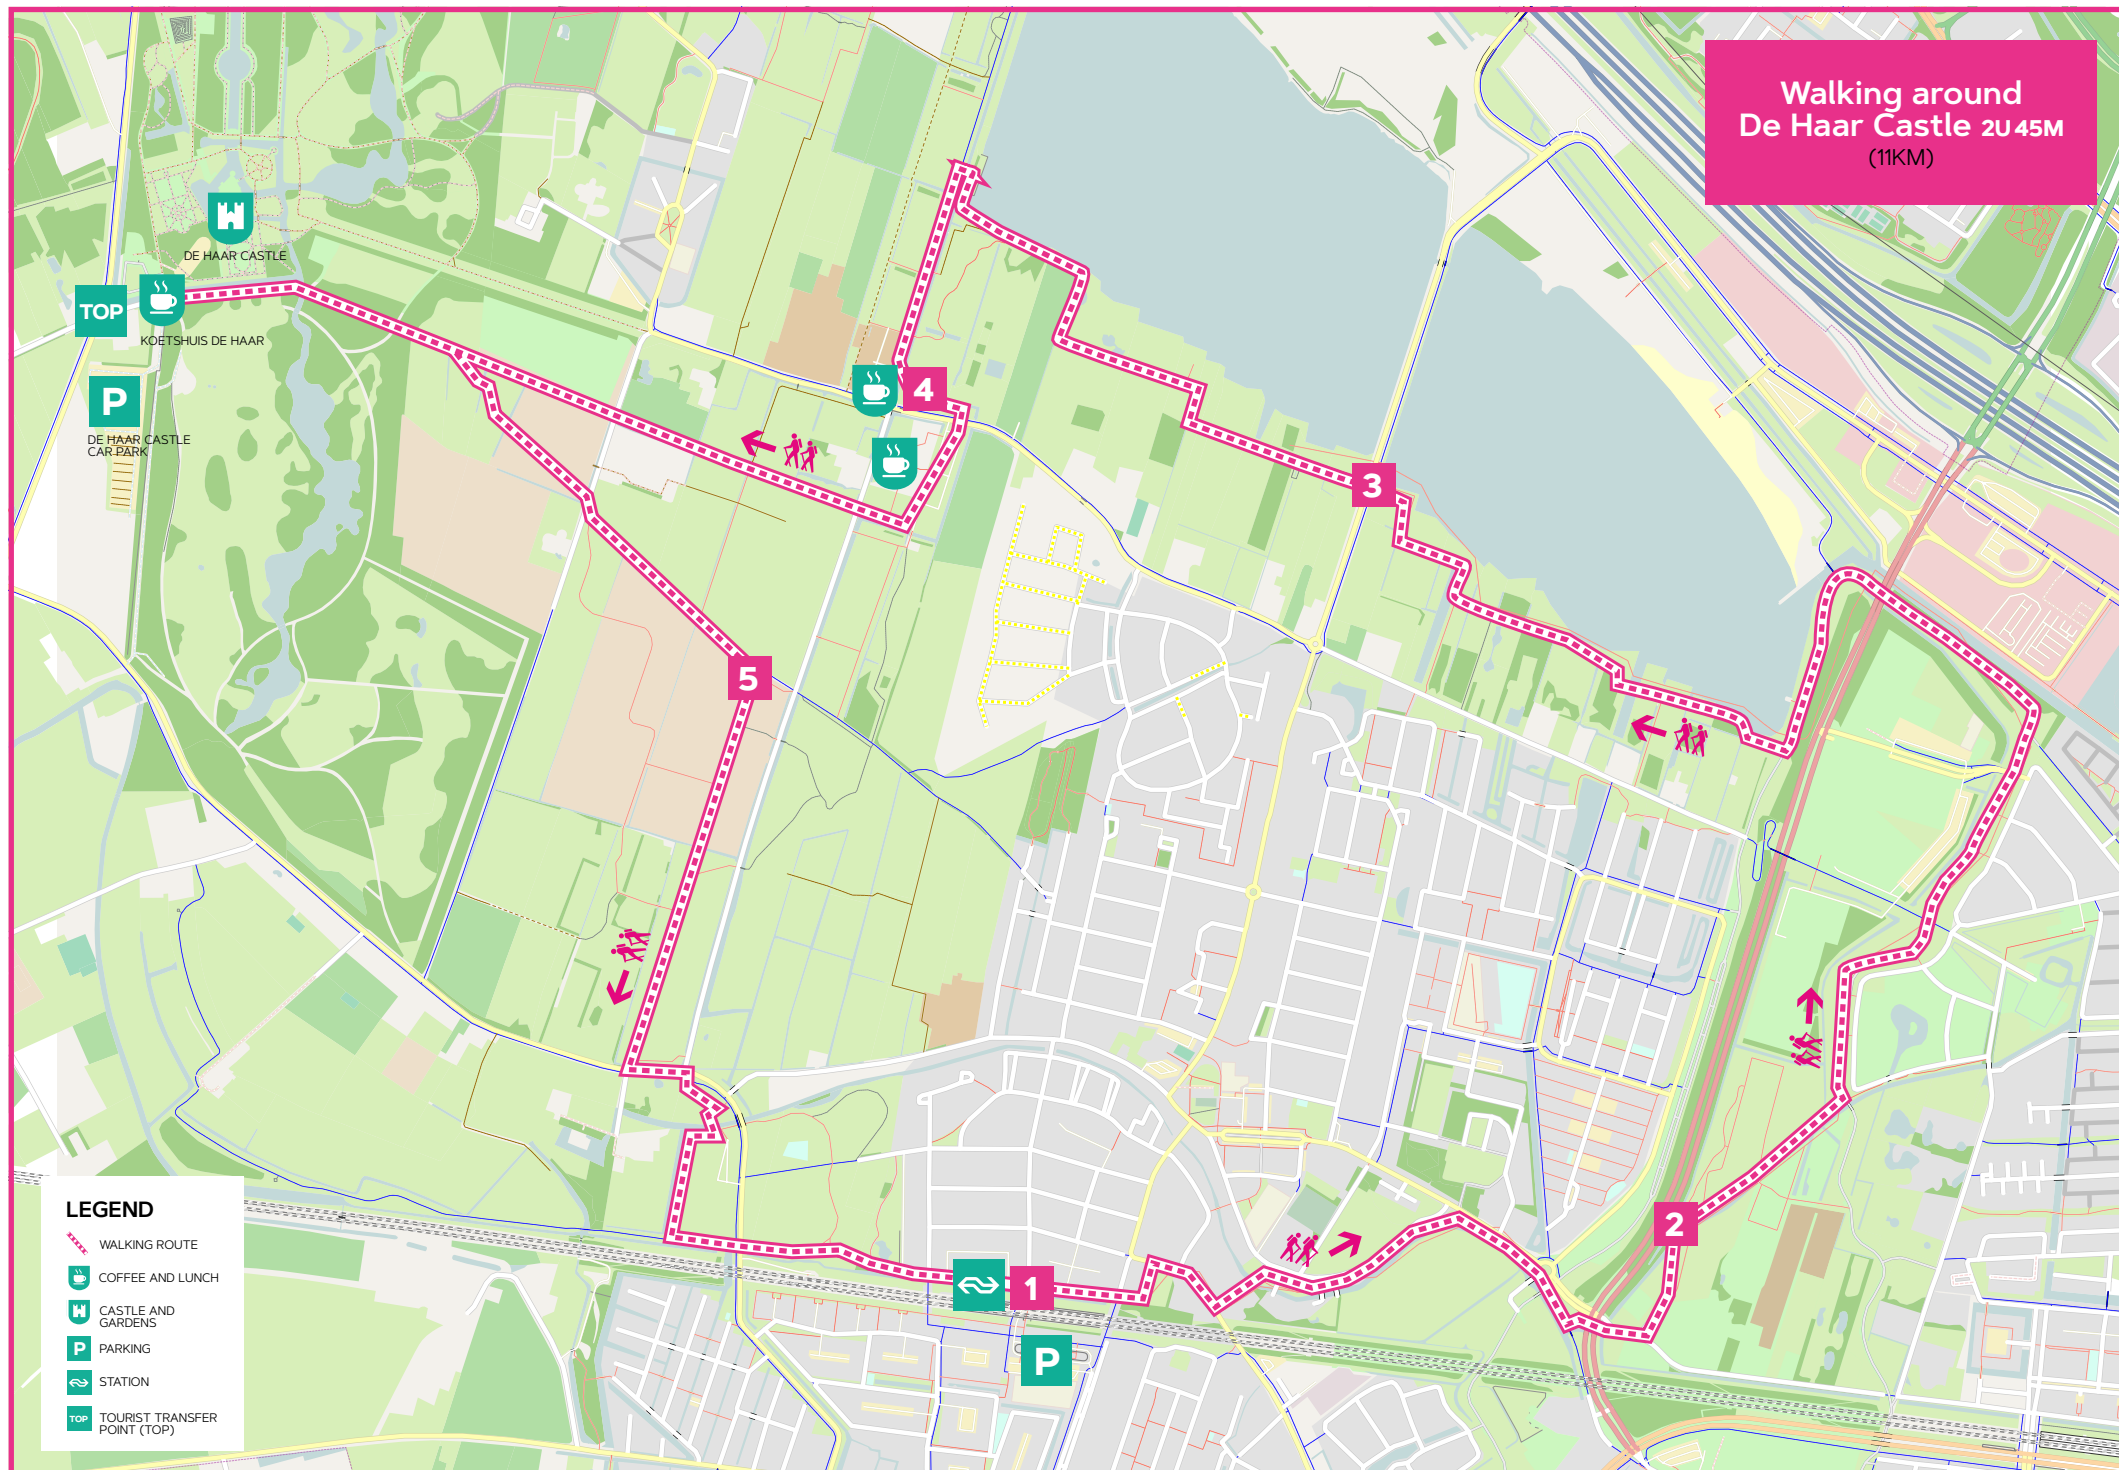 Walking around
De Haar Castle 2U 45M
(11KM)
DE HAAR CASTLE
TOP
KOETSHUIS DE HAAR
P
DE HAAR CASTLE
CAR PARK
4
3
5
2
1
P
LEGEND
WALKING ROUTE
COFFEE AND LUNCH
CASTLE AND
GARDENS
P PARKING
STATION
TOP TOURIST TRANSFER
POINT (TOP)